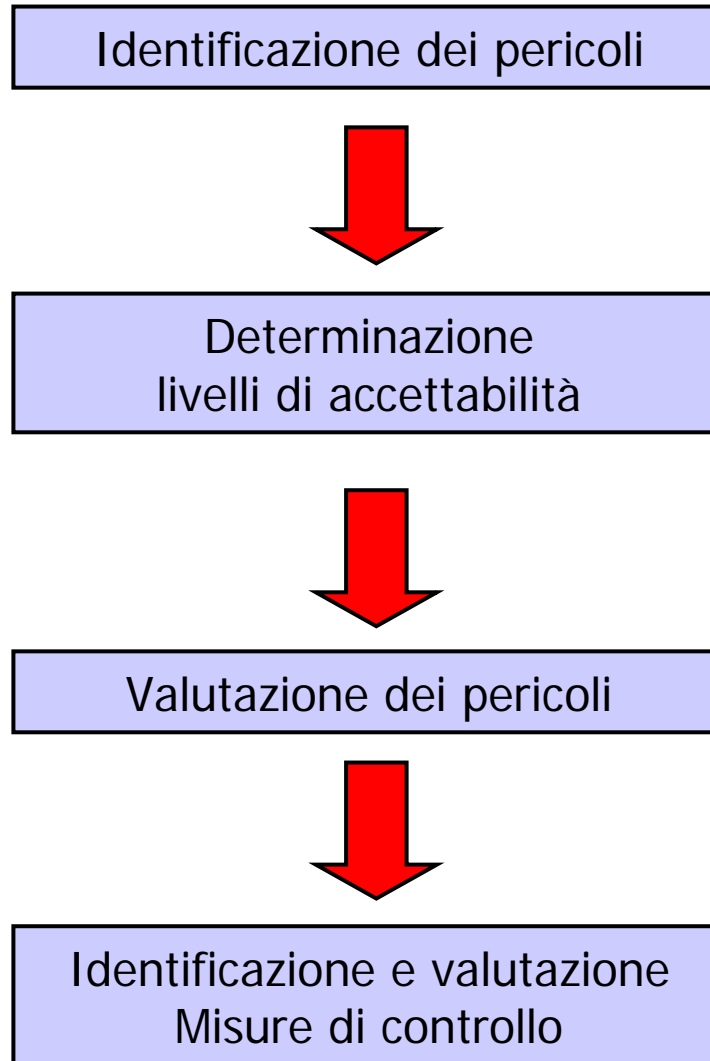 Identificazione dei pericoli
Determinazione
livelli di accettabilità
Valutazione dei pericoli
Identificazione e valutazione
Misure di controllo